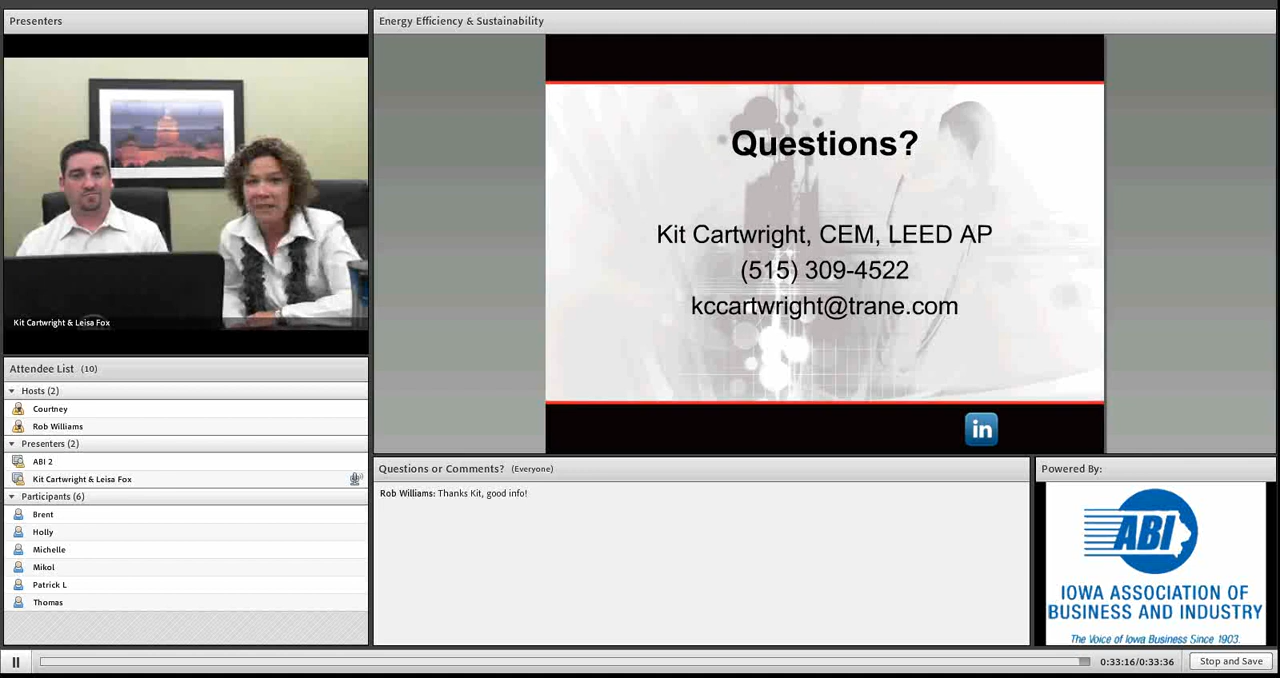 Presenters
Kit Cartwright & Leisa Fox
Attendee List (10)
Hosts (2)
Courtney
Rob Williams
Presenters (2)
ABI 2
Kit Cartwright & Leisa Fox
Participants (6)
Brent
Holly
Michelle
Mikol
Patrick L
Thomas
Energy Efficiency & Sustainability
Questions?
Kit Cartwright, CEM, LEED AP
(515) 309-4522
kccartwright@trane.com
in
Questions or Comments? (Everyone)
Rob Williams: Thanks Kit, good info!
Powered By:
ABI
IOWA ASSOCIATION OF
BUSINESS AND INDUSTRY
The Voice of Iowa Business Since 1903.
0:33:16/0:33:36
Stop and Save